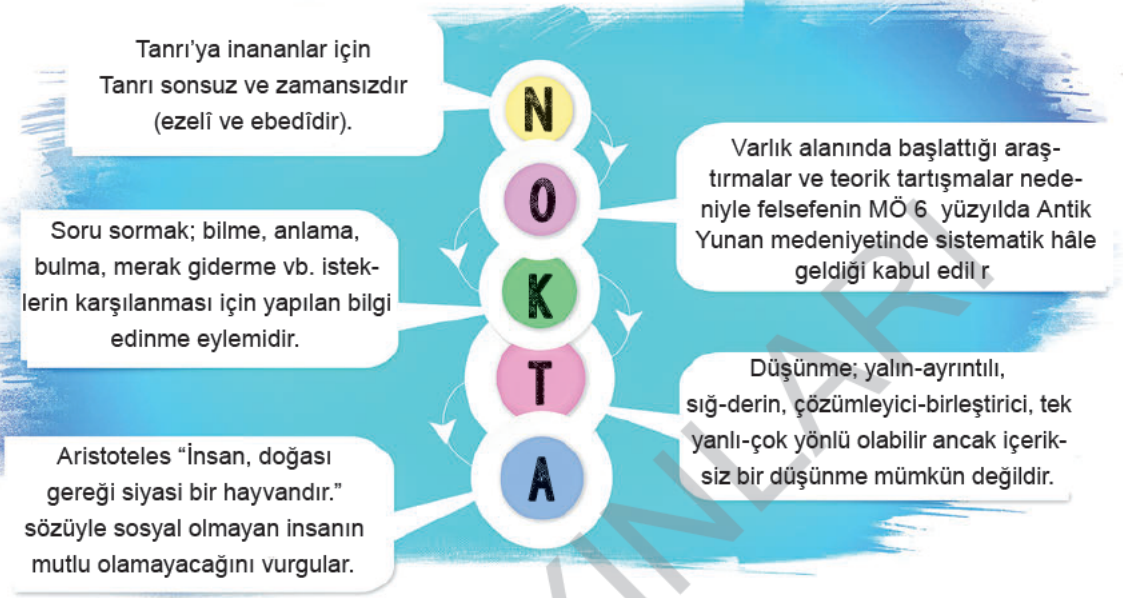 Tanrı'ya inananlar için
Tanrı sonsuz ve zamansızdır
(ezelî ve ebedîdir).
N
Varlık alanında başlattığı araş-
tırmalar ve teorik tartışmalar nede-
niyle felsefenin MÖ 6 yüzyılda Antik
Yunan medeniyetinde sistematik hâle
geldiği kabul edil r
O
Soru sormak; bilme, anlama,
bulma, merak giderme vb. istek-
lerin karşılanması için yapılan bilgi
edinme eylemidir.
K
Düşünme; yalın-ayrıntılı,
sığ-derin, çözümleyici-birleştirici, tek
yanlı-çok yönlü olabilir ancak içerik-
siz bir düşünme mümkün değildir.
T
Aristoteles “İnsan, doğası
gereği siyasi bir hayvandır.”
sözüyle sosyal olmayan insanın
mutlu olamayacağını vurgular.
A
YINLARI